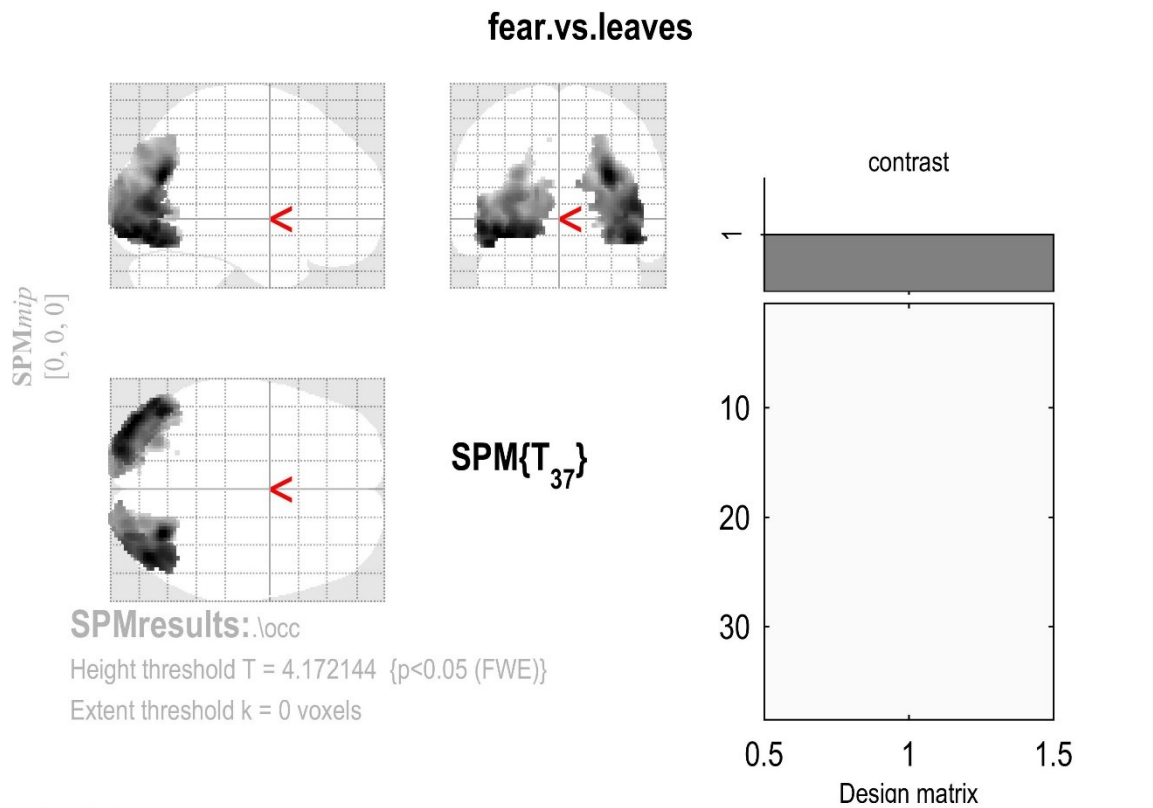 fear.vs.leaves
<
<
contrast
1
SPMmip
[0, 0, 0]
<
SPM{T37}
10
20
30
SPMresults:.\occ
Height threshold T = 4.172144 {p<0.05 (FWE)}
Extent threshold k = 0 voxels
0.5 1 1.5
Design matrix